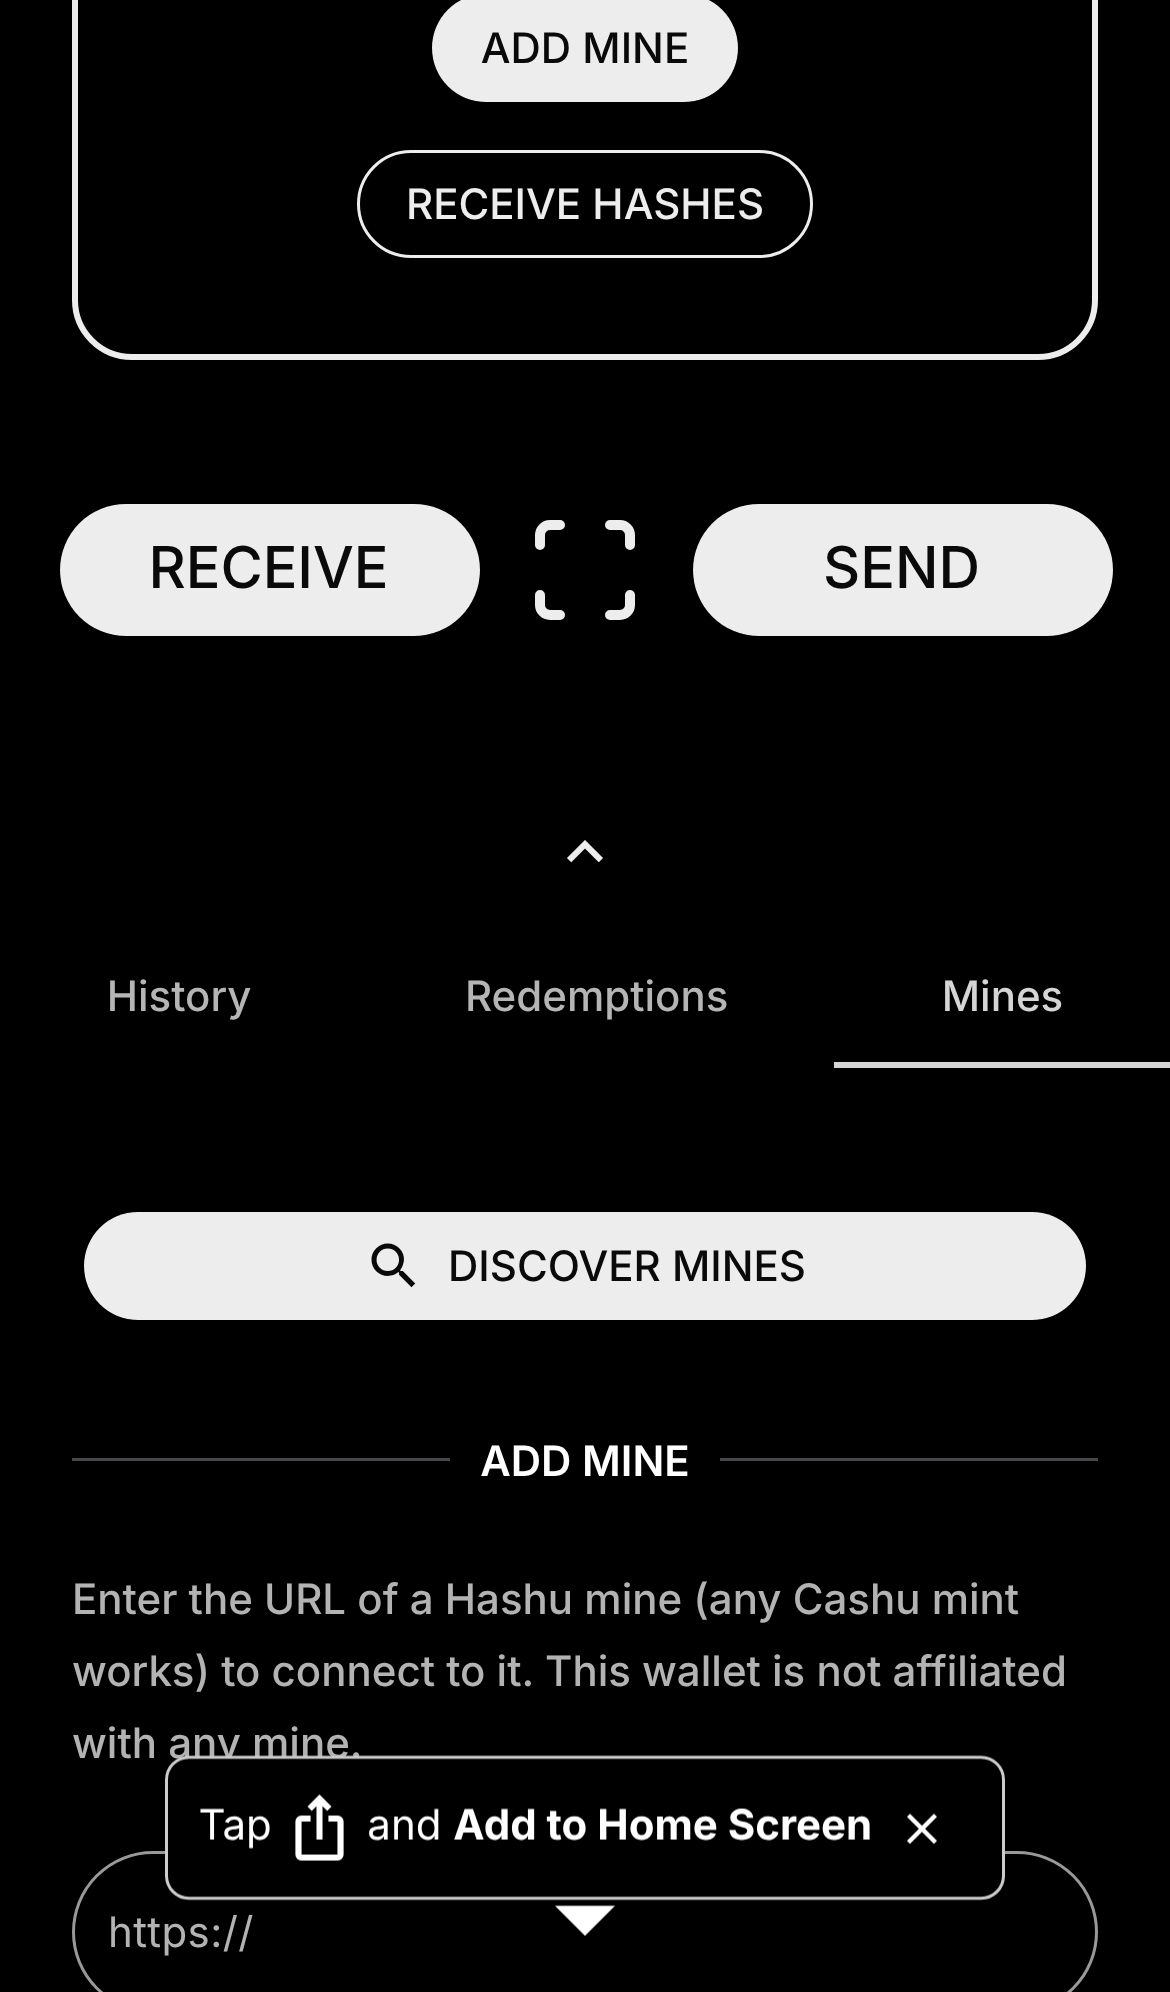 ADD MINE
RECEIVE HASHES
RECEIVE
SEND
History
Redemptions
Mines
DISCOVER MINES
ADD MINE
Enter the URL of a Hashu mine (any Cashu mint
works) to connect to it. This wallet is not affiliated
with any mine.
Tap and Add to Home Screen
https://